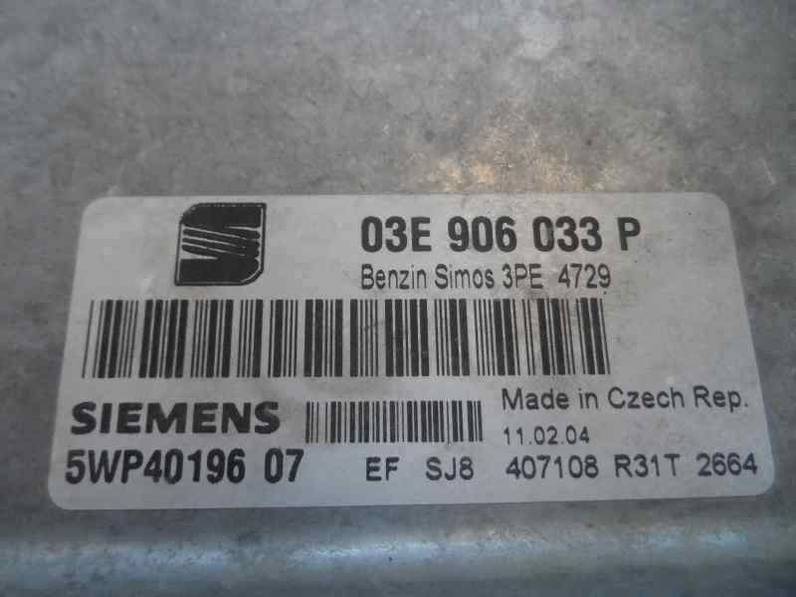 03E 906 033 P
Benzin Simos 3PE 4729
SIEMENS
Made in Czech Rep.
11.02.04
5WP40196 07
EF SJ8 407108 R31T 2664